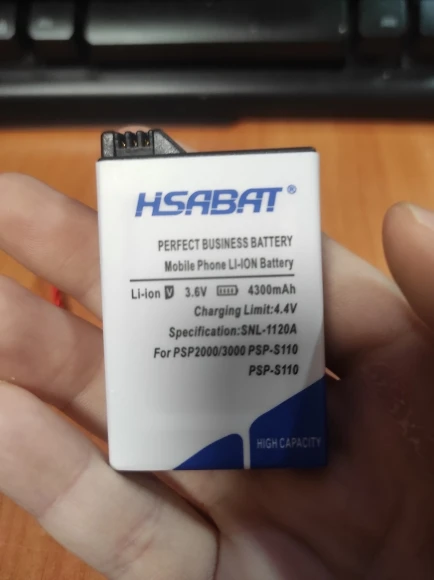 HSABAT®
PERFECT BUSINESS BATTERY
Mobile Phone LI-ION Battery
Li-ion V 3.6V 4300mAh
Charging Limit:4.4V
Specification:SNL-1120A
For PSP2000/3000 PSP-S110
PSP-S110
HIGH CAPACITY